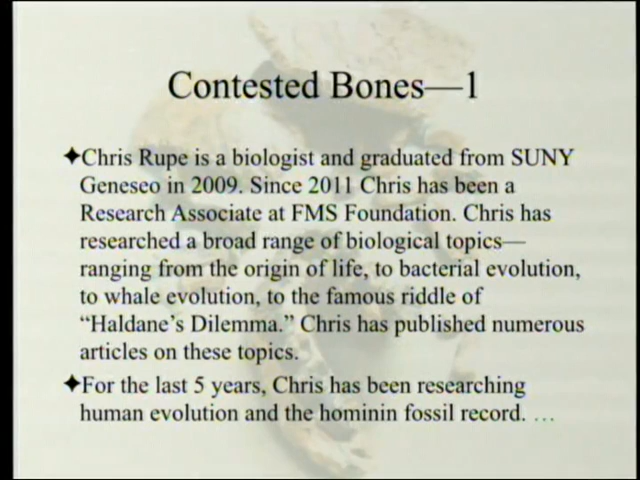 Contested Bones—1
✦Chris Rupe is a biologist and graduated from SUNY
Geneseo in 2009. Since 2011 Chris has been a
Research Associate at FMS Foundation. Chris has
researched a broad range of biological topics—
ranging from the origin of life, to bacterial evolution,
to whale evolution, to the famous riddle of
“Haldane’s Dilemma.” Chris has published numerous
articles on these topics.
✦For the last 5 years, Chris has been researching
human evolution and the hominin fossil record. …